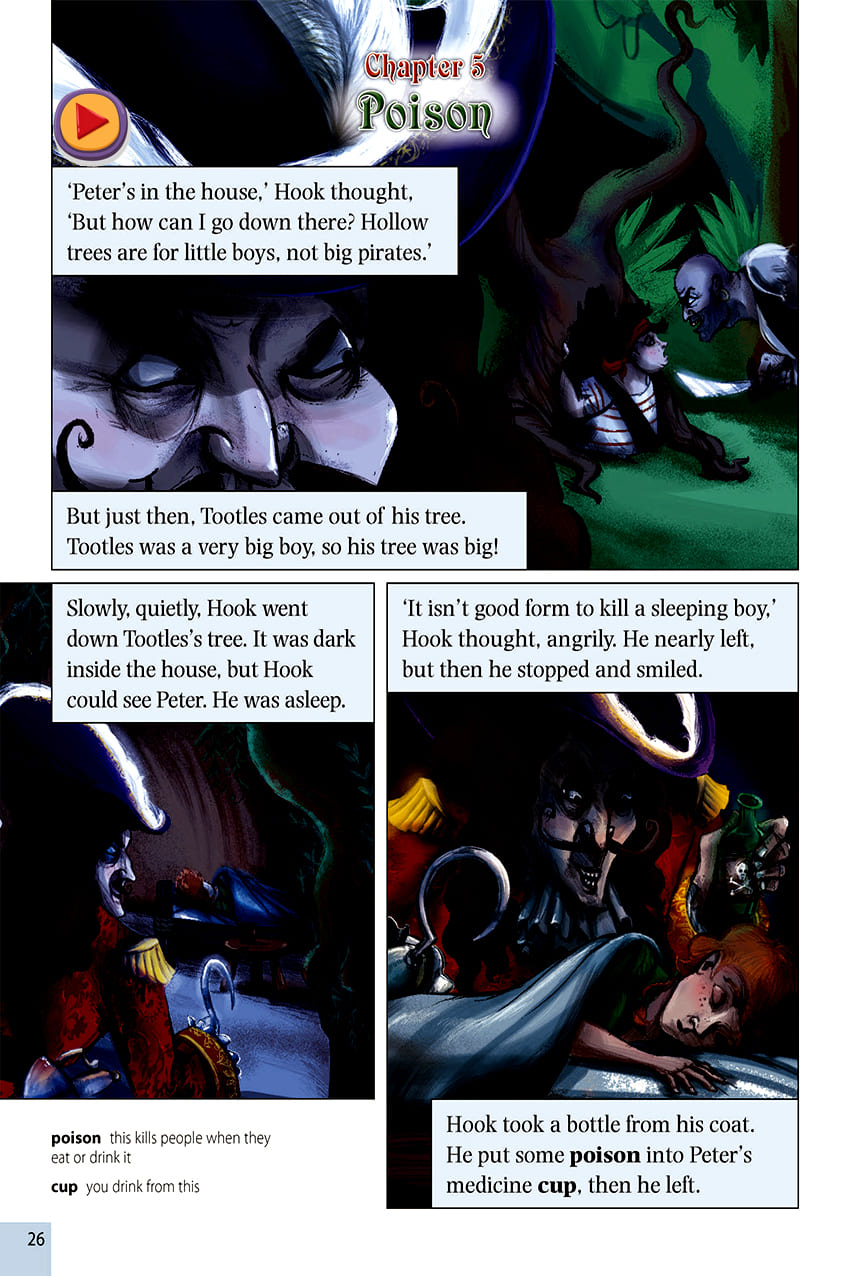 Chapter 5
Poison
‘Peter’s in the house,’ Hook thought,
‘But how can I go down there? Hollow
trees are for little boys, not big pirates.’
But just then, Tootles came out of his tree.
Tootles was a very big boy, so his tree was big!
Slowly, quietly, Hook went
down Tootles’s tree. It was dark
inside the house, but Hook
could see Peter. He was asleep.
‘It isn’t good form to kill a sleeping boy,’
Hook thought, angrily. He nearly left,
but then he stopped and smiled.
Hook took a bottle from his coat.
He put some poison into Peter’s
medicine cup, then he left.
poison this kills people when they
eat or drink it
cup you drink from this
26